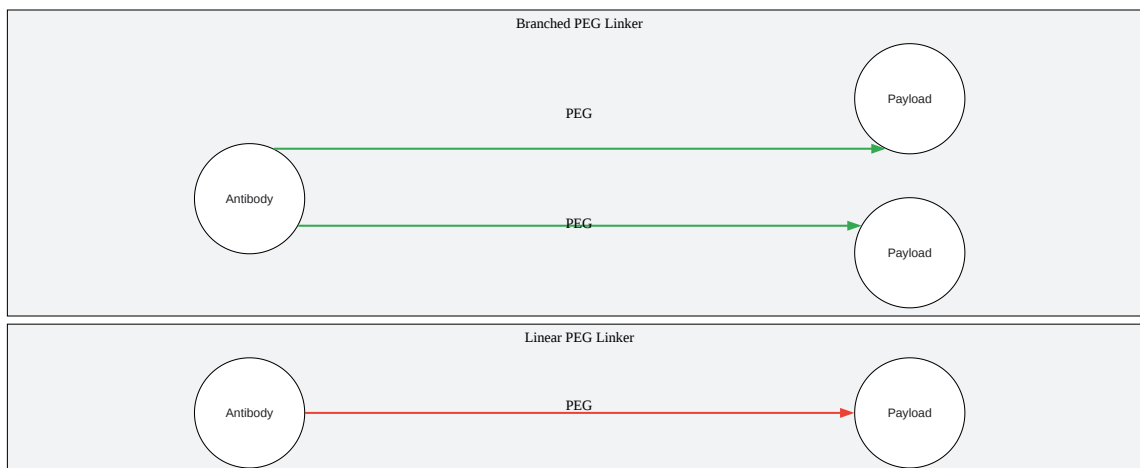 Branched PEG Linker
Payload
PEG
Antibody
PEG
Payload
Linear PEG Linker
Antibody
PEG
Payload